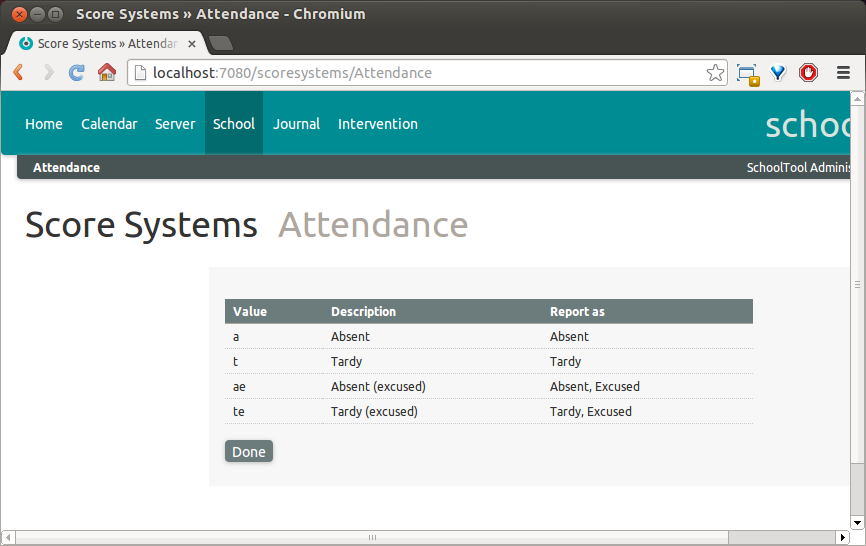 Score Systems » Attendance - Chromium
Score Systems » Attendan
localhost:7080/scoresystems/Attendance
Home Calendar Server School Journal Intervention
schoo
Attendance SchoolTool Adminis
Score Systems Attendance
Value Description Report as
a Absent Absent
t Tardy Tardy
ae Absent (excused) Absent, Excused
te Tardy (excused) Tardy, Excused
Done